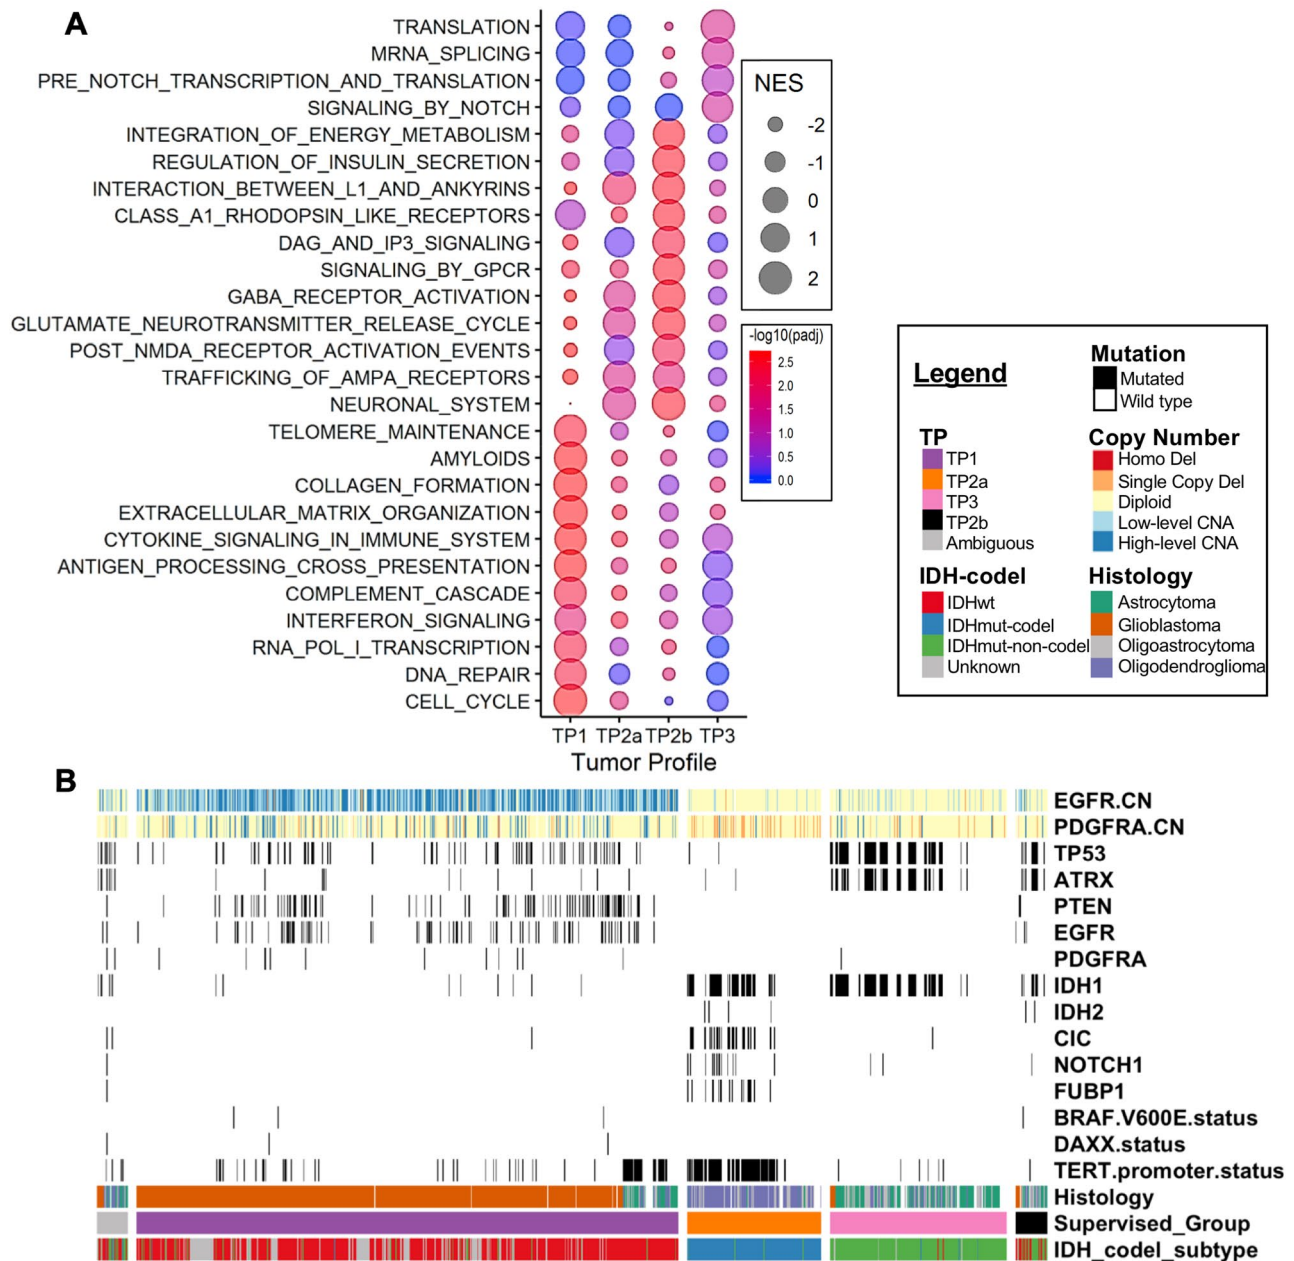 A
TRANSLATION
MRNA_SPLICING
PRE_NOTCH_TRANSCRIPTION_AND_TRANSLATION
SIGNALING_BY_NOTCH
INTEGRATION_OF_ENERGY_METABOLISM
REGULATION_OF_INSULIN_SECRETION
INTERACTION_BETWEEN_L1_AND_ANKYRINS
CLASS_A1_RHODOPSIN_LIKE_RECEPTORS
DAG_AND_IP3_SIGNALING
SIGNALING_BY_GPCR
GABA_RECEPTOR_ACTIVATION
GLUTAMATE_NEUROTRANSMITTER_RELEASE_CYCLE
POST_NMDA_RECEPTOR_ACTIVATION_EVENTS
TRAFFICKING_OF_AMPA_RECEPTORS
NEURONAL_SYSTEM
TELOMERE_MAINTENANCE
AMYLOIDS
COLLAGEN_FORMATION
EXTRACELLULAR_MATRIX_ORGANIZATION
CYTOKINE_SIGNALING_IN_IMMUNE_SYSTEM
ANTIGEN_PROCESSING_CROSS_PRESENTATION
COMPLEMENT_CASCADE
INTERFERON_SIGNALING
RNA_POL_I_TRANSCRIPTION
DNA_REPAIR
CELL_CYCLE
TP1 TP2a TP2b TP3
Tumor Profile
NES
-2
-1
0
1
2
-log10(padj)
2.5
2.0
1.5
1.0
0.5
0.0
Legend
Mutation
Mutated
Wild type
TP
TP1
TP2a
TP3
TP2b
Ambiguous
Copy Number
Homo Del
Single Copy Del
Diploid
Low-level CNA
High-level CNA
IDH-codel
IDHwt
IDHmut-codel
IDHmut-non-codel
Unknown
Histology
Astrocytoma
Glioblastoma
Oligoastrocytoma
Oligodendroglioma
B
EGFR.CN
PDGFRA.CN
TP53
ATRX
PTEN
EGFR
PDGFRA
IDH1
IDH2
CIC
NOTCH1
FUBP1
BRAF.V600E.status
DAXX.status
TERT.promoter.status
Histology
Supervised_Group
IDH_codel_subtype